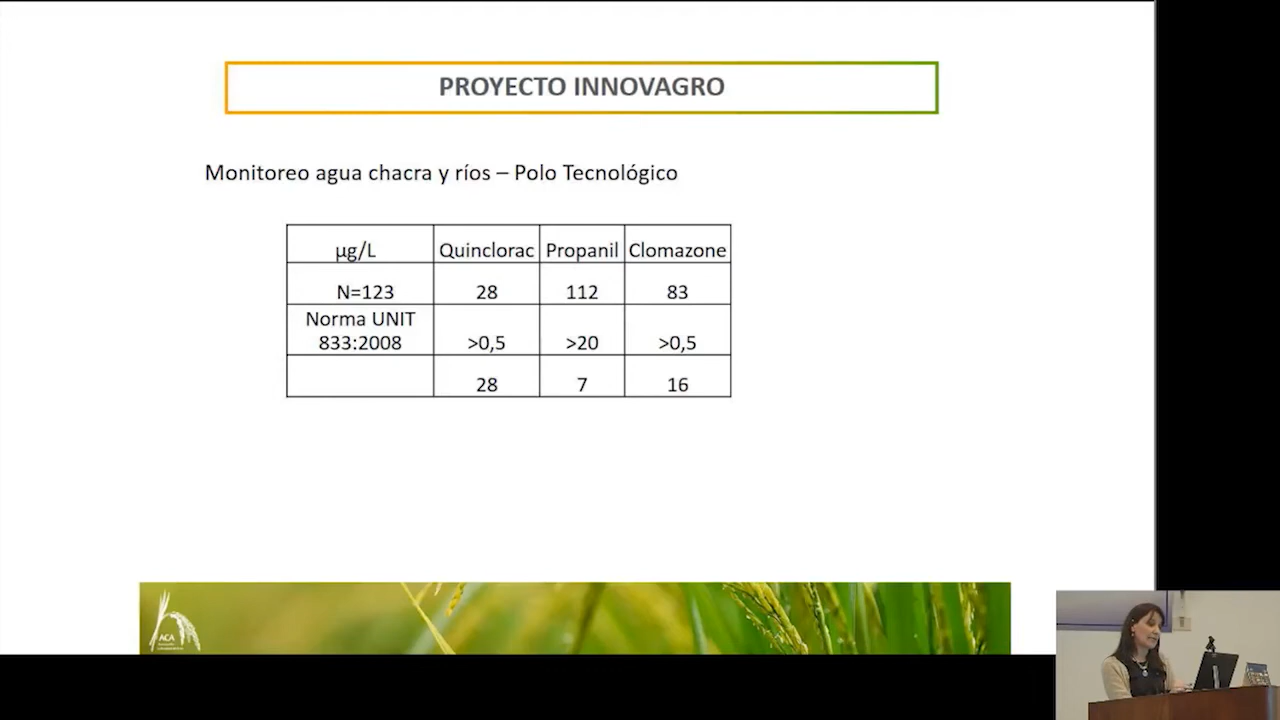 PROYECTO INNOVAGRO
Monitoreo agua chacra y ríos – Polo Tecnológico
µg/L Quinclorac Propanil Clomazone
N=123 28 112 83
Norma UNIT
833:2008 >0,5 >20 >0,5
28 7 16
ACA